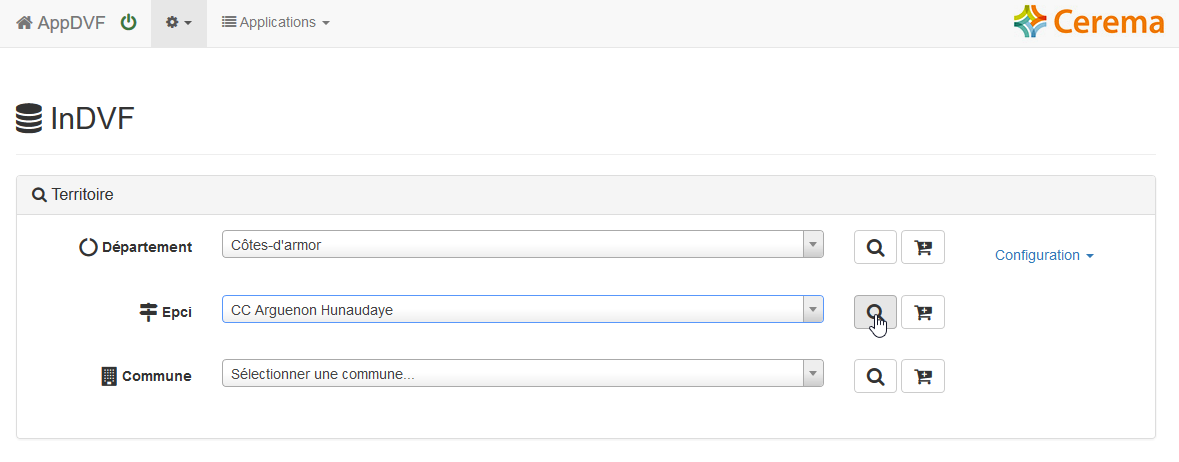 AppDVF
Applications
Cerema
InDVF
Territoire
Département
Côtes-d'armor
Configuration
Epci
CC Arguenon Hunaudaye
Commune
Sélectionner une commune...